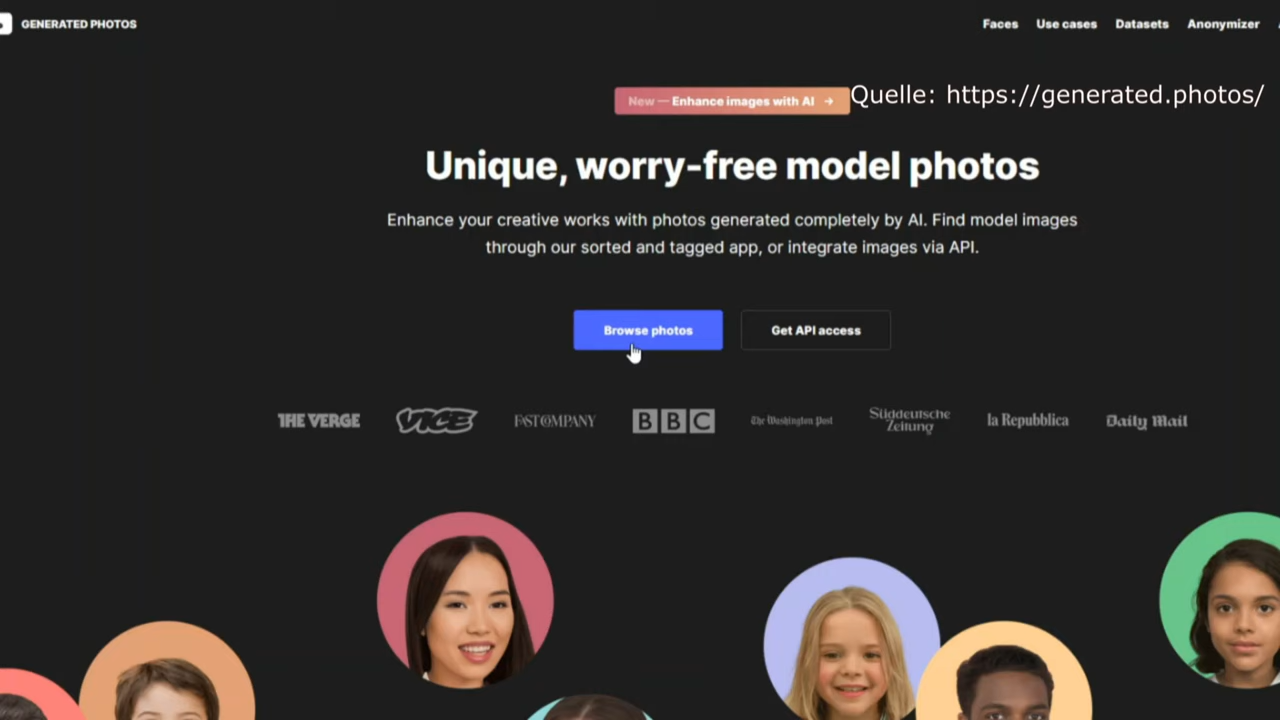 GENERATED PHOTOS
Faces Use cases Datasets Anonymizer
New — Enhance images with AI →
Quelle: https://generated.photos/
Unique, worry-free model photos
Enhance your creative works with photos generated completely by AI. Find model images
through our sorted and tagged app, or integrate images via API.
Browse photos Get API access
THE VERGE VICE FAST COMPANY BBC The Washington Post Süddeutsche Zeitung la Repubblica Daily Mail